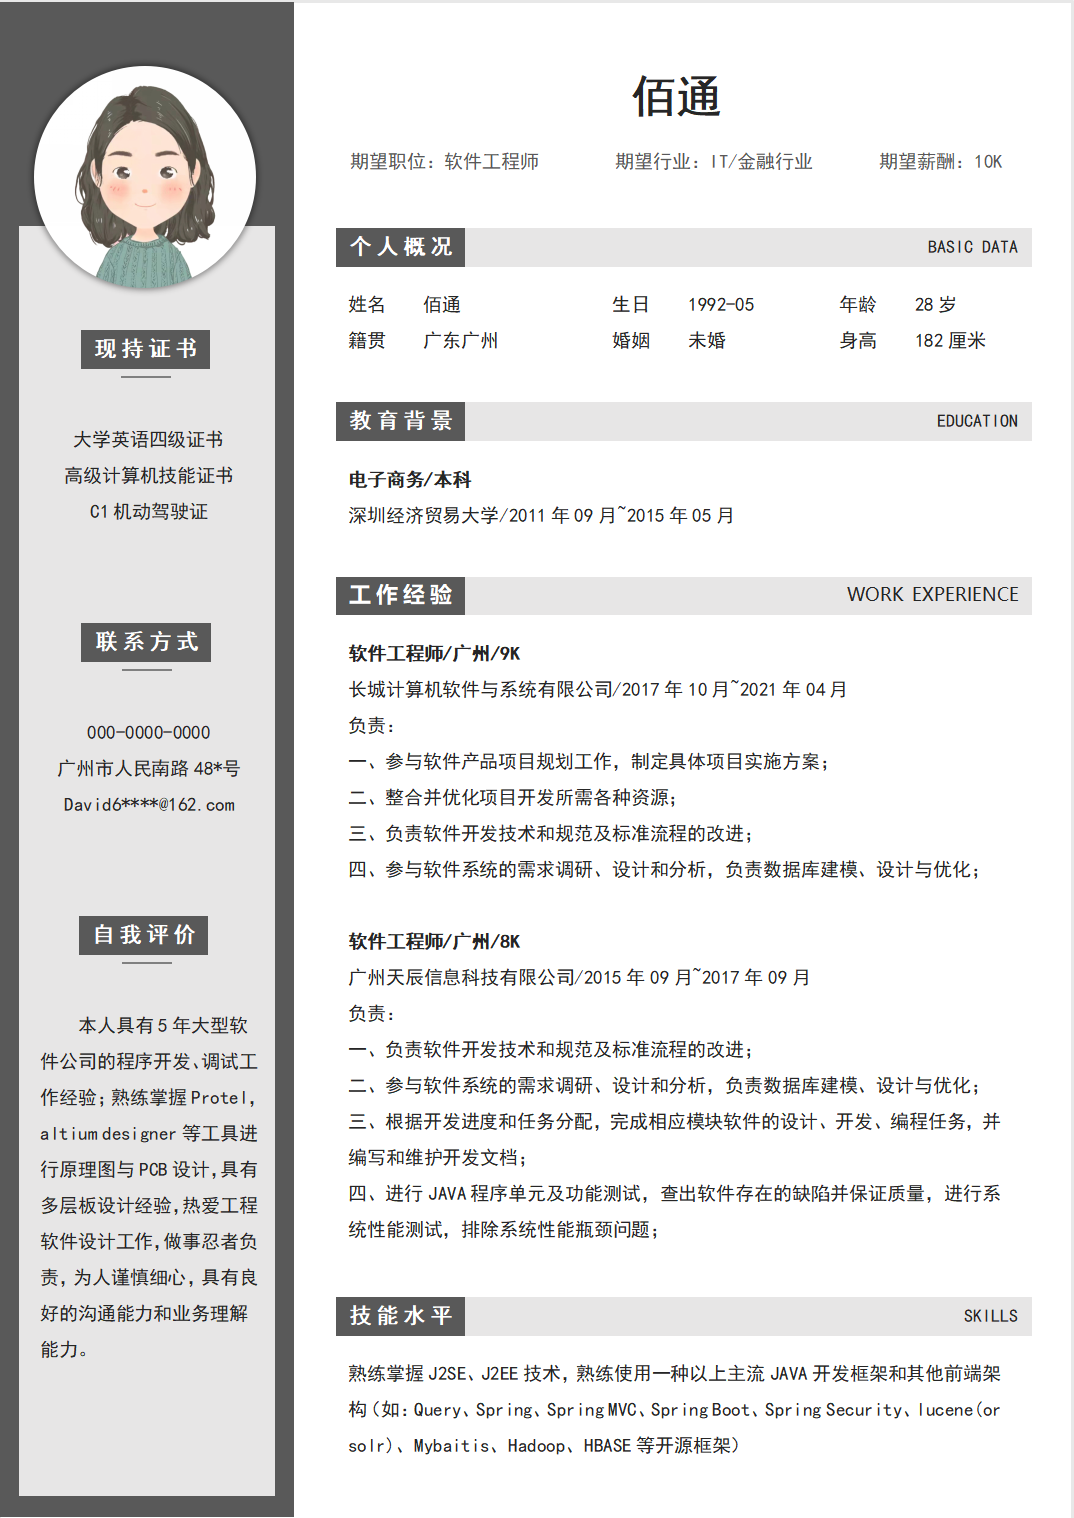 佰通
期望职位：软件工程师 期望行业：IT/金融行业 期望薪酬：10K
个人概况 BASIC DATA
姓名 佰通 生日 1992-05 年龄 28 岁
籍贯 广东广州 婚姻 未婚 身高 182 厘米
教育背景 EDUCATION
电子商务/本科
深圳经济贸易大学/2011 年 09 月~2015 年 05 月
工作经验 WORK EXPERIENCE
软件工程师/广州/9K
长城计算机软件与系统有限公司/2017 年 10 月~2021 年 04 月
负责：
一、参与软件产品项目规划工作，制定具体项目实施方案；
二、整合并优化项目开发所需各种资源；
三、负责软件开发技术和规范及标准流程的改进；
四、参与软件系统的需求调研、设计和分析，负责数据库建模、设计与优化；
软件工程师/广州/8K
广州天辰信息科技有限公司/2015 年 09 月~2017 年 09 月
负责：
一、负责软件开发技术和规范及标准流程的改进；
二、参与软件系统的需求调研、设计和分析，负责数据库建模、设计与优化；
三、根据开发进度和任务分配，完成相应模块软件的设计、开发、编程任务，并
编写和维护开发文档；
四、进行 JAVA 程序单元及功能测试，查出软件存在的缺陷并保证质量，进行系
统性能测试，排除系统性能瓶颈问题；
技能水平 SKILLS
熟练掌握 J2SE、J2EE 技术，熟练使用一种以上主流 JAVA 开发框架和其他前端架
构（如：Query、Spring、Spring MVC、Spring Boot、Spring Security、lucene(or
solr)、Mybaitis、Hadoop、HBASE 等开源框架）
现持证书
大学英语四级证书
高级计算机技能证书
C1 机动驾驶证
联系方式
000-0000-0000
广州市人民南路 48*号
David6****@162.com
自我评价
本人具有 5 年大型软
件公司的程序开发、调试工
作经验；熟练掌握 Protel，
altium designer 等工具进
行原理图与 PCB 设计，具有
多层板设计经验，热爱工程
软件设计工作，做事忍者负
责，为人谨慎细心，具有良
好的沟通能力和业务理解
能力。